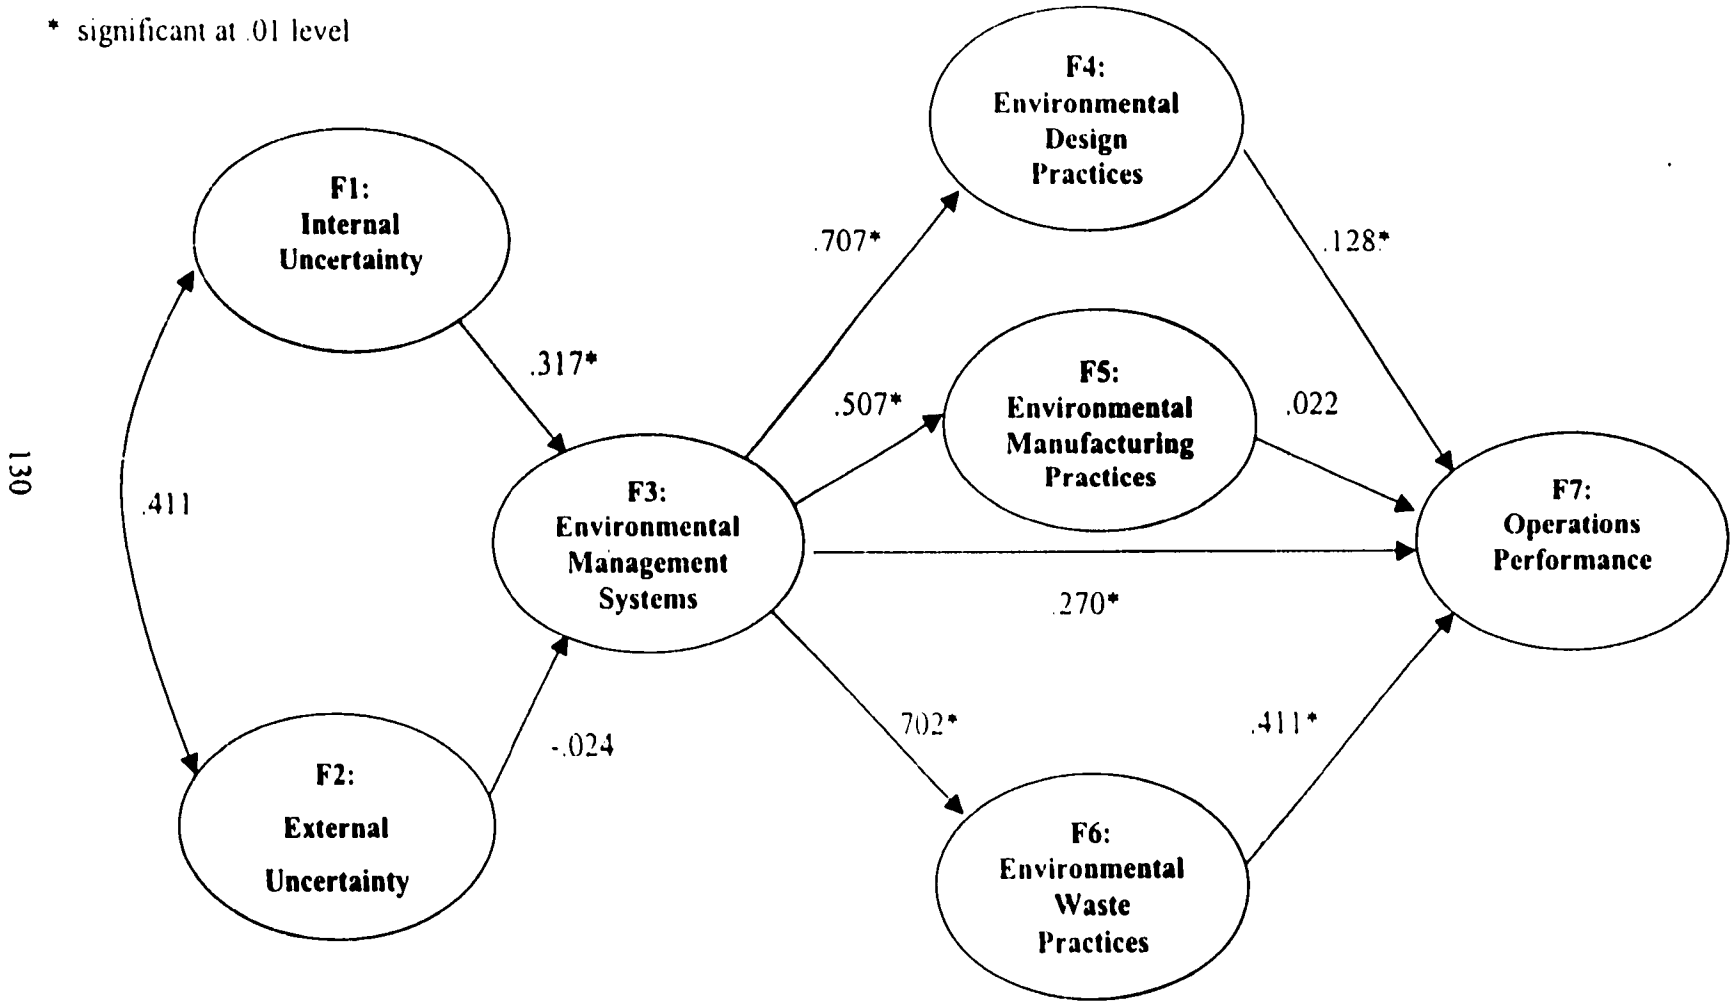 * significant at .01 level
F1:
Internal
Uncertainty
F2:
External
Uncertainty
.411
.317*
-.024
F3:
Environmental
Management
Systems
.707*
.507*
.270*
.702*
F4:
Environmental
Design
Practices
F5:
Environmental
Manufacturing
Practices
F6:
Environmental
Waste
Practices
.128*
.022
.411*
F7:
Operations
Performance
130